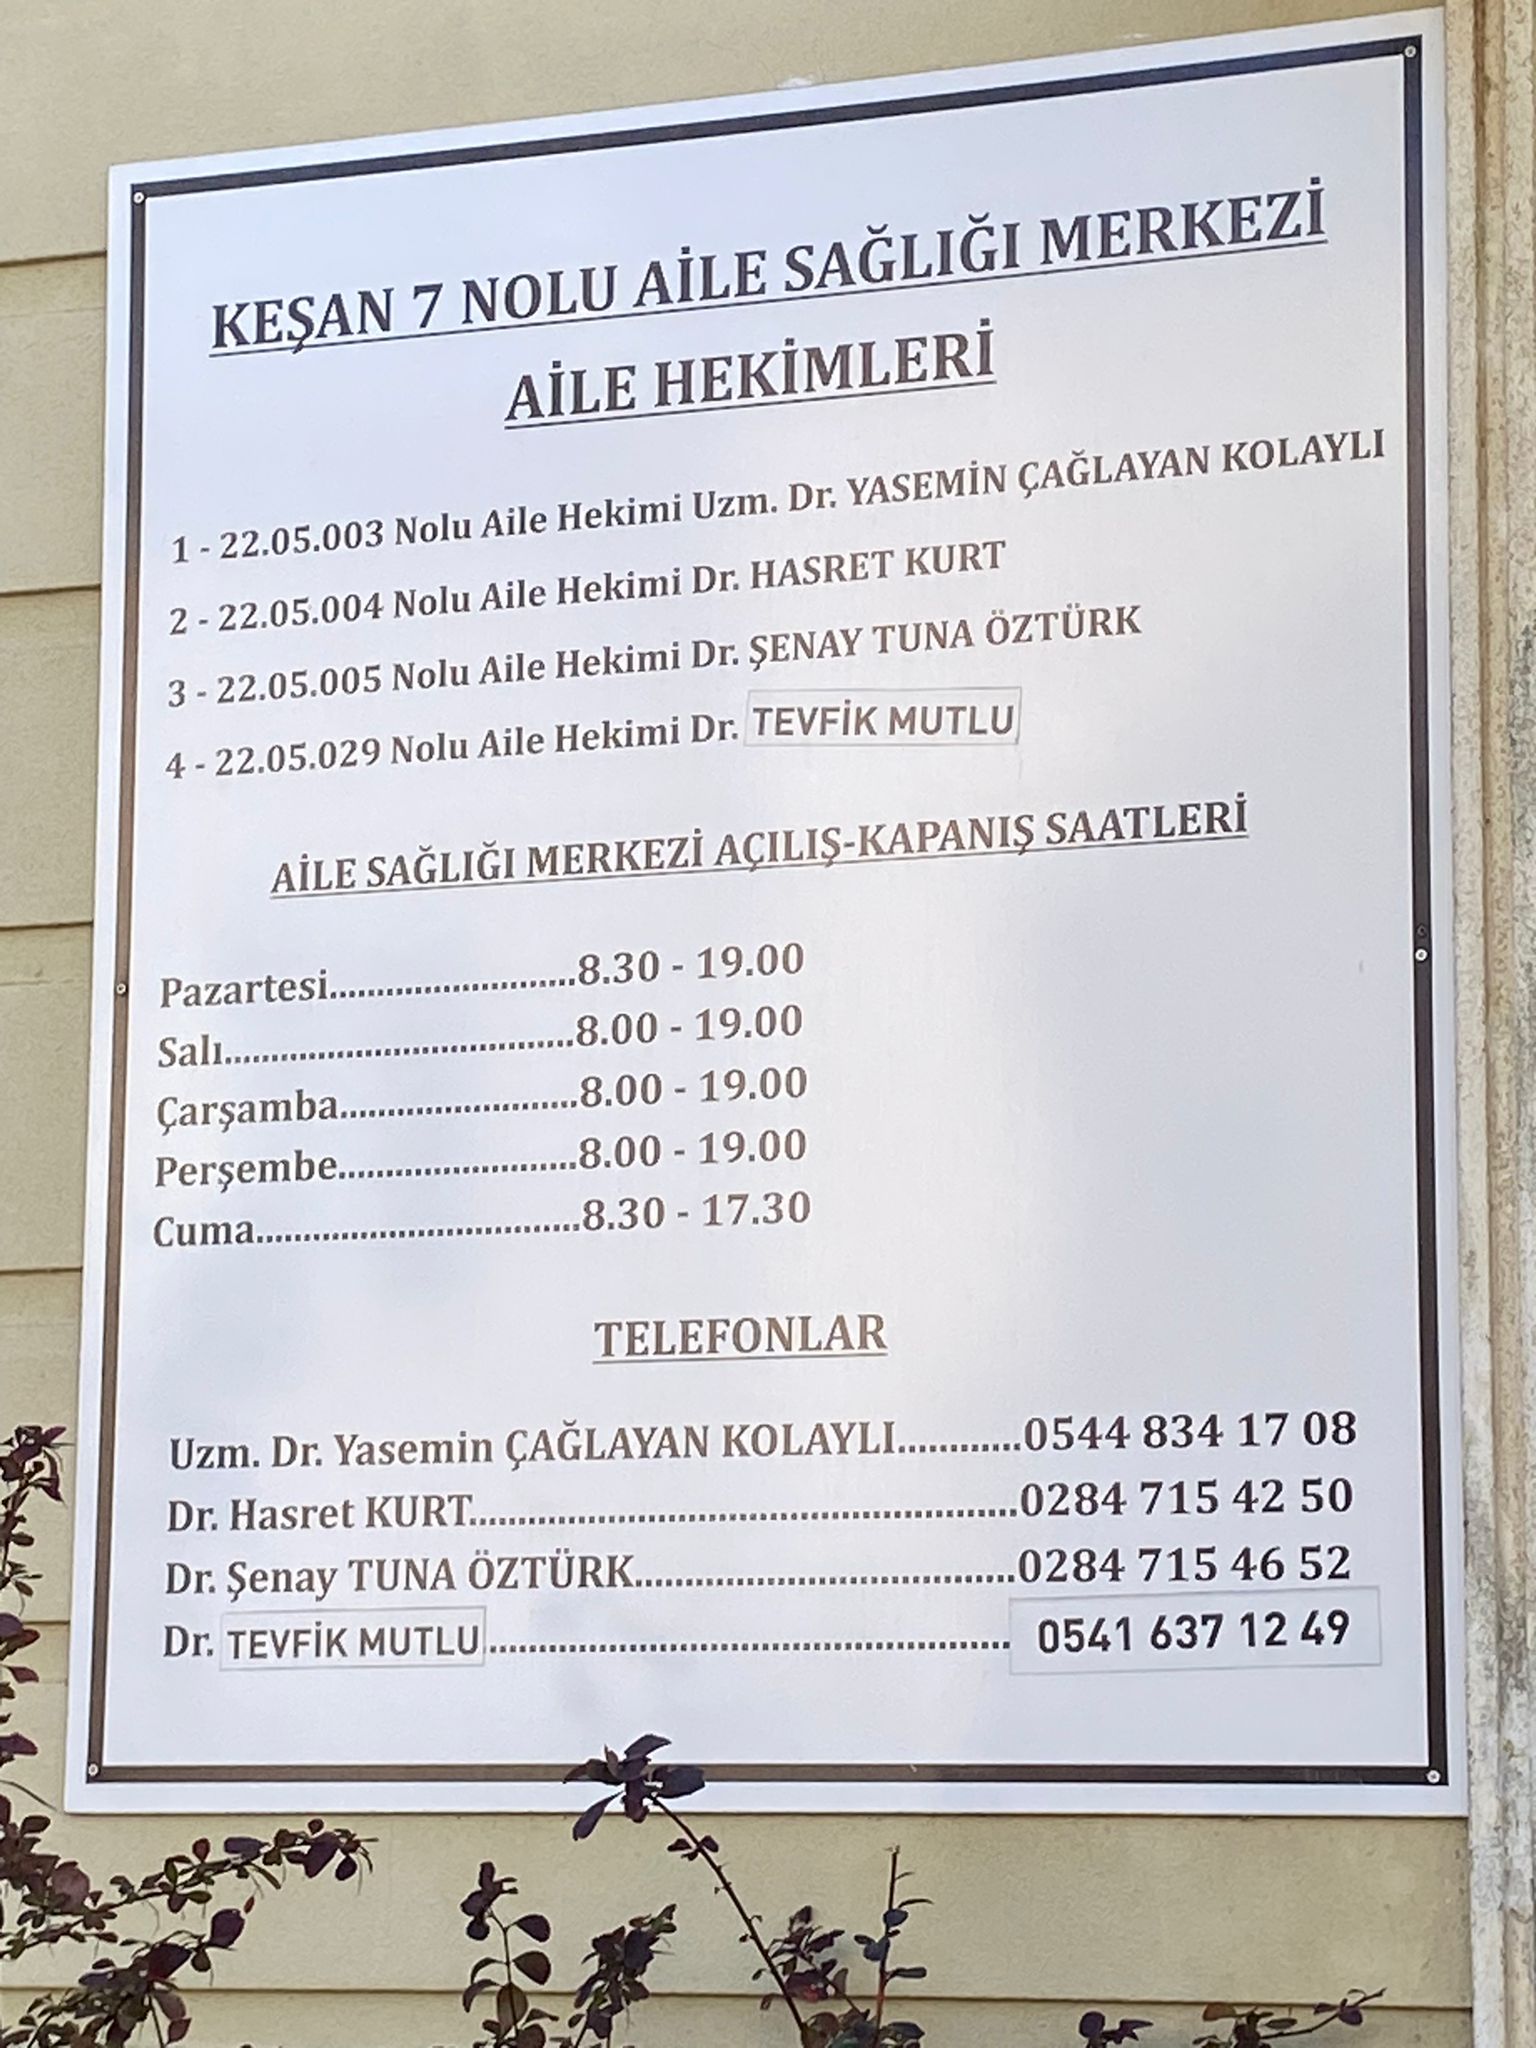 KEŞAN 7 NOLU AİLE SAĞLIĞI MERKEZİ
AİLE HEKİMLERİ
1 - 22.05.003 Nolu Aile Hekimi Uzm. Dr. YASEMİN ÇAĞLAYAN KOLAYLI
2 - 22.05.004 Nolu Aile Hekimi Dr. HASRET KURT
3 - 22.05.005 Nolu Aile Hekimi Dr. ŞENAY TUNA ÖZTÜRK
4 - 22.05.029 Nolu Aile Hekimi Dr. TEVFİK MUTLU
AİLE SAĞLIĞI MERKEZİ AÇILIŞ-KAPANIŞ SAATLERİ
Pazartesi..........................8.30 - 19.00
Salı.....................................8.00 - 19.00
Çarşamba.........................8.00 - 19.00
Perşembe.........................8.00 - 19.00
Cuma..................................8.30 - 17.30
TELEFONLAR
Uzm. Dr. Yasemin ÇAĞLAYAN KOLAYLI............0544 834 17 08
Dr. Hasret KURT........................................................0284 715 42 50
Dr. Şenay TUNA ÖZTÜRK.......................................0284 715 46 52
Dr. TEVFİK MUTLU...................................................... 0541 637 12 49